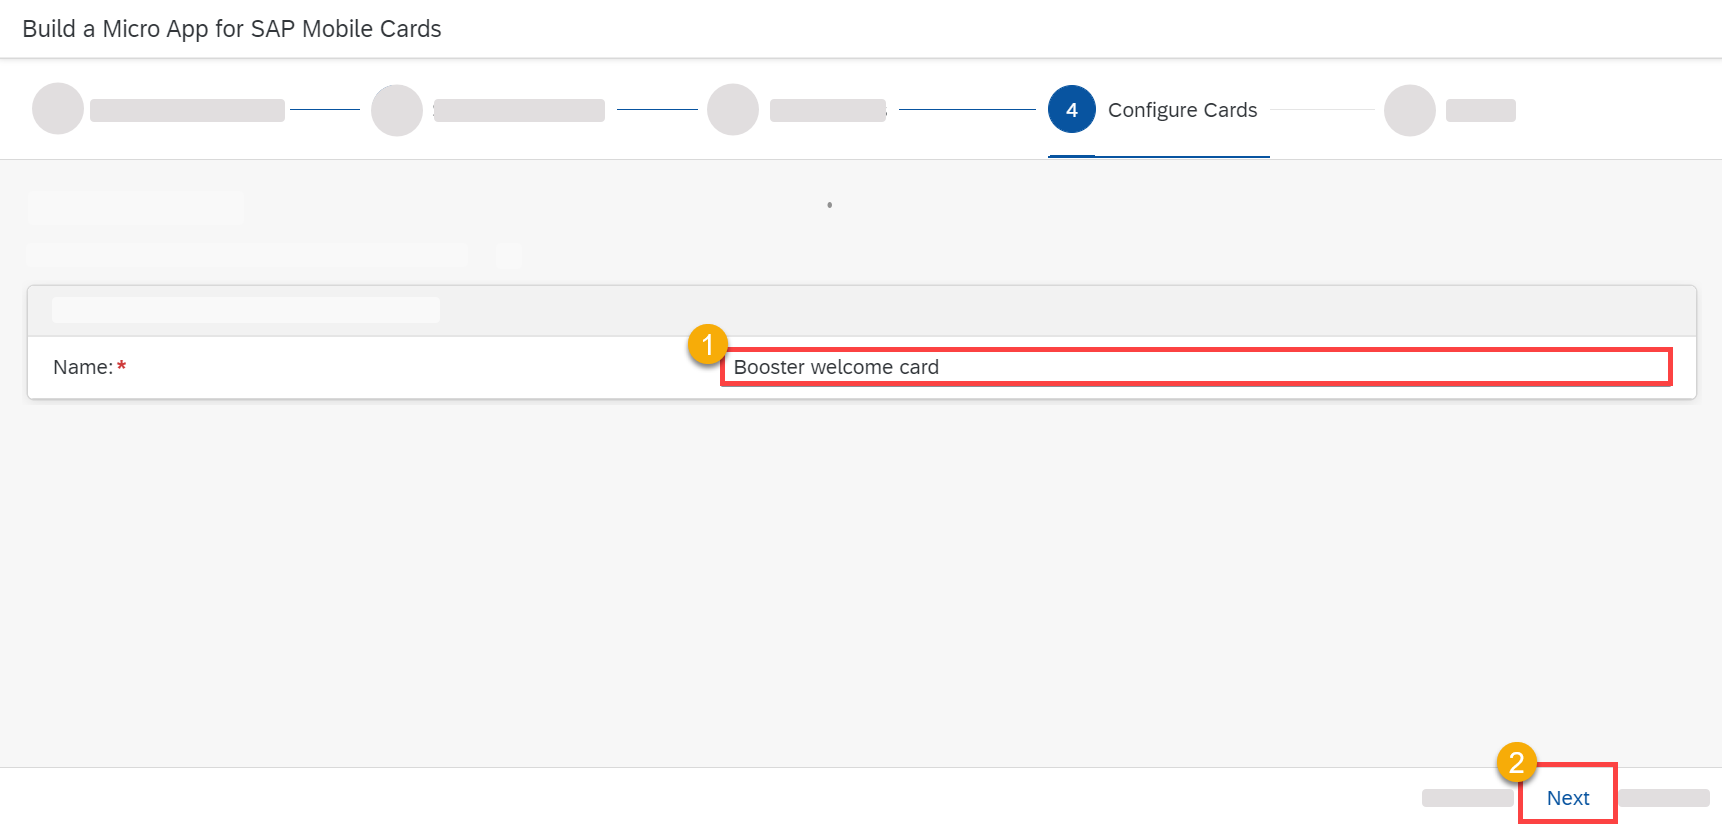 Build a Micro App for SAP Mobile Cards
4 Configure Cards
1
Name:* Booster welcome card
2
Next